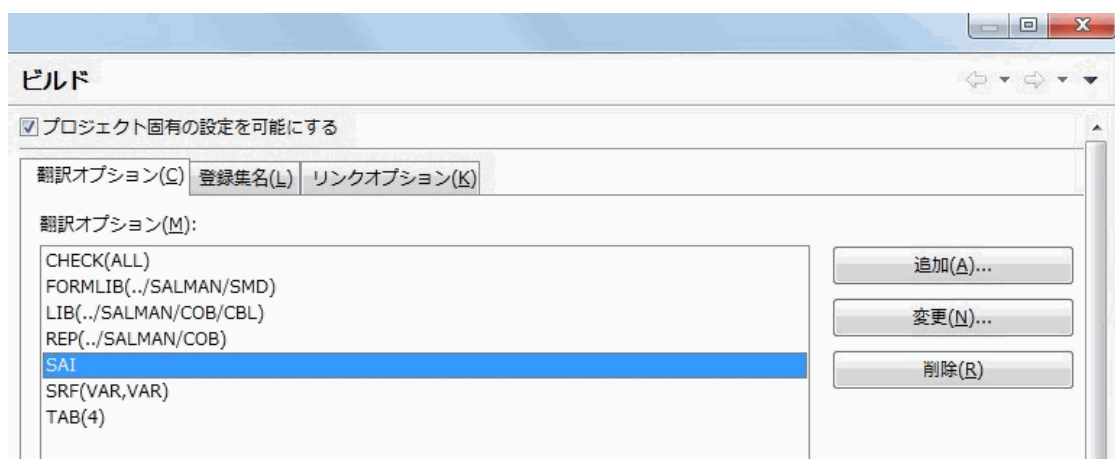 ビルド
プロジェクト固有の設定を可能にする
翻訳オプション(C) 登録集名(L) リンクオプション(K)
翻訳オプション(M):
CHECK(ALL)
FORMLIB(../SALMAN/SMD)
LIB(../SALMAN/COB/CBL)
REP(../SALMAN/COB)
SAI
SRF(VAR,VAR)
TAB(4)
追加(A)...
変更(N)...
削除(R)